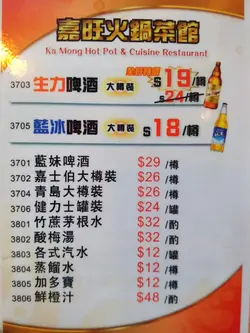 嘉旺火鍋茶館
Ka Mong Hot Pot & Cuisine Restaurant
3703 生力啤酒 大樽裝 $19/樽
$24/樽
3705 藍冰啤酒 大樽裝 $18/樽
3701 藍妹啤酒 $29 /樽
3702 嘉士伯大樽裝 $26 /樽
3704 青島大樽裝 $26 /樽
3706 健力士罐裝 $24 /罐
3801 竹蔗茅根水 $32 /酌
3802 酸梅湯 $32 /酌
3803 各式汽水 $12 /罐
3804 蒸餾水 $12 /樽
3805 加多寶 $12 /樽
3806 鮮橙汁 $48 /酌